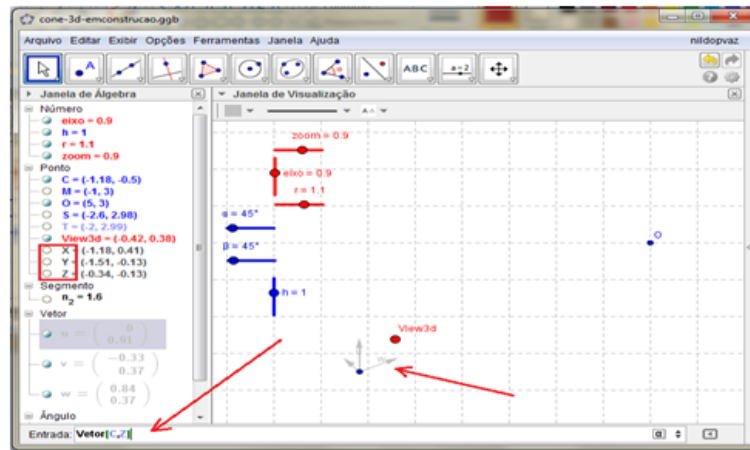 cone-3d-emconstrucao.ggb
Arquivo Editar Exibir Opções Ferramentas Janela Ajuda
nildopvaz
A
ABC
a=2
Janela de Álgebra
Número
eixo = 0.9
h = 1
r = 1.1
zoom = 0.9
Ponto
C = (-1.18, -0.5)
M = (-1, 3)
O = (5, 3)
S = (-2.6, 2.98)
T = (-2, 2.99)
View3d = (-0.42, 0.38)
X = (-1.18, 0.41)
Y = (-1.51, -0.13)
Z = (-0.34, -0.13)
Segmento
n2 = 1.6
Vetor
u = ( 0
0.91 )
v = ( -0.33
0.37 )
w = ( 0.84
0.37 )
Ângulo
Janela de Visualização
zoom = 0.9
eixo = 0.9
r = 1.1
α = 45°
β = 45°
h = 1
O
View3d
w
Entrada: Vetor[C,Z]
α